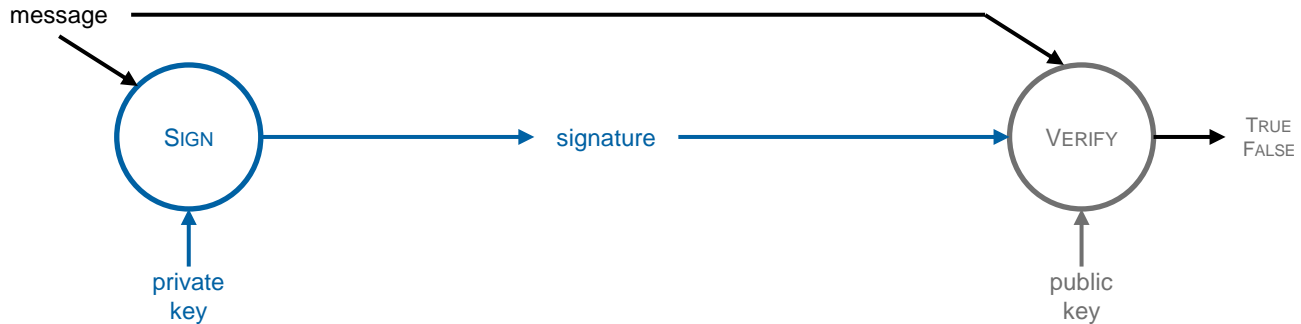 message
SIGN
signature
VERIFY
TRUE
FALSE
private
key
public
key